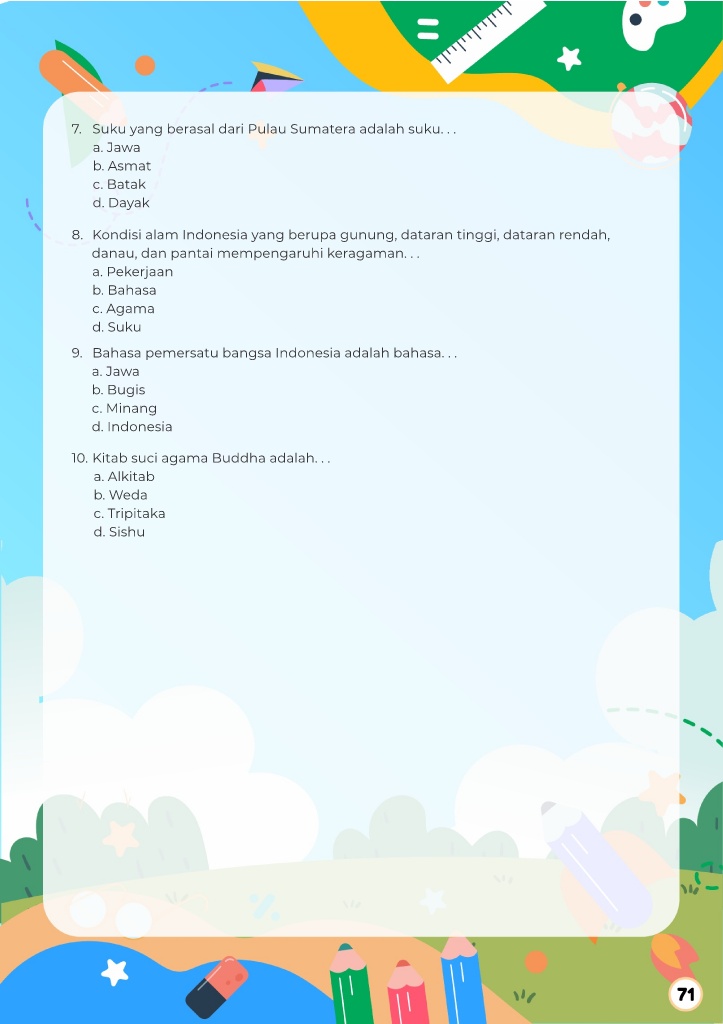 7. Suku yang berasal dari Pulau Sumatera adalah suku. . .
a. Jawa
b. Asmat
c. Batak
d. Dayak
8. Kondisi alam Indonesia yang berupa gunung, dataran tinggi, dataran rendah,
danau, dan pantai mempengaruhi keragaman. . .
a. Pekerjaan
b. Bahasa
c. Agama
d. Suku
9. Bahasa pemersatu bangsa Indonesia adalah bahasa. . .
a. Jawa
b. Bugis
c. Minang
d. Indonesia
10. Kitab suci agama Buddha adalah. . .
a. Alkitab
b. Weda
c. Tripitaka
d. Sishu
71